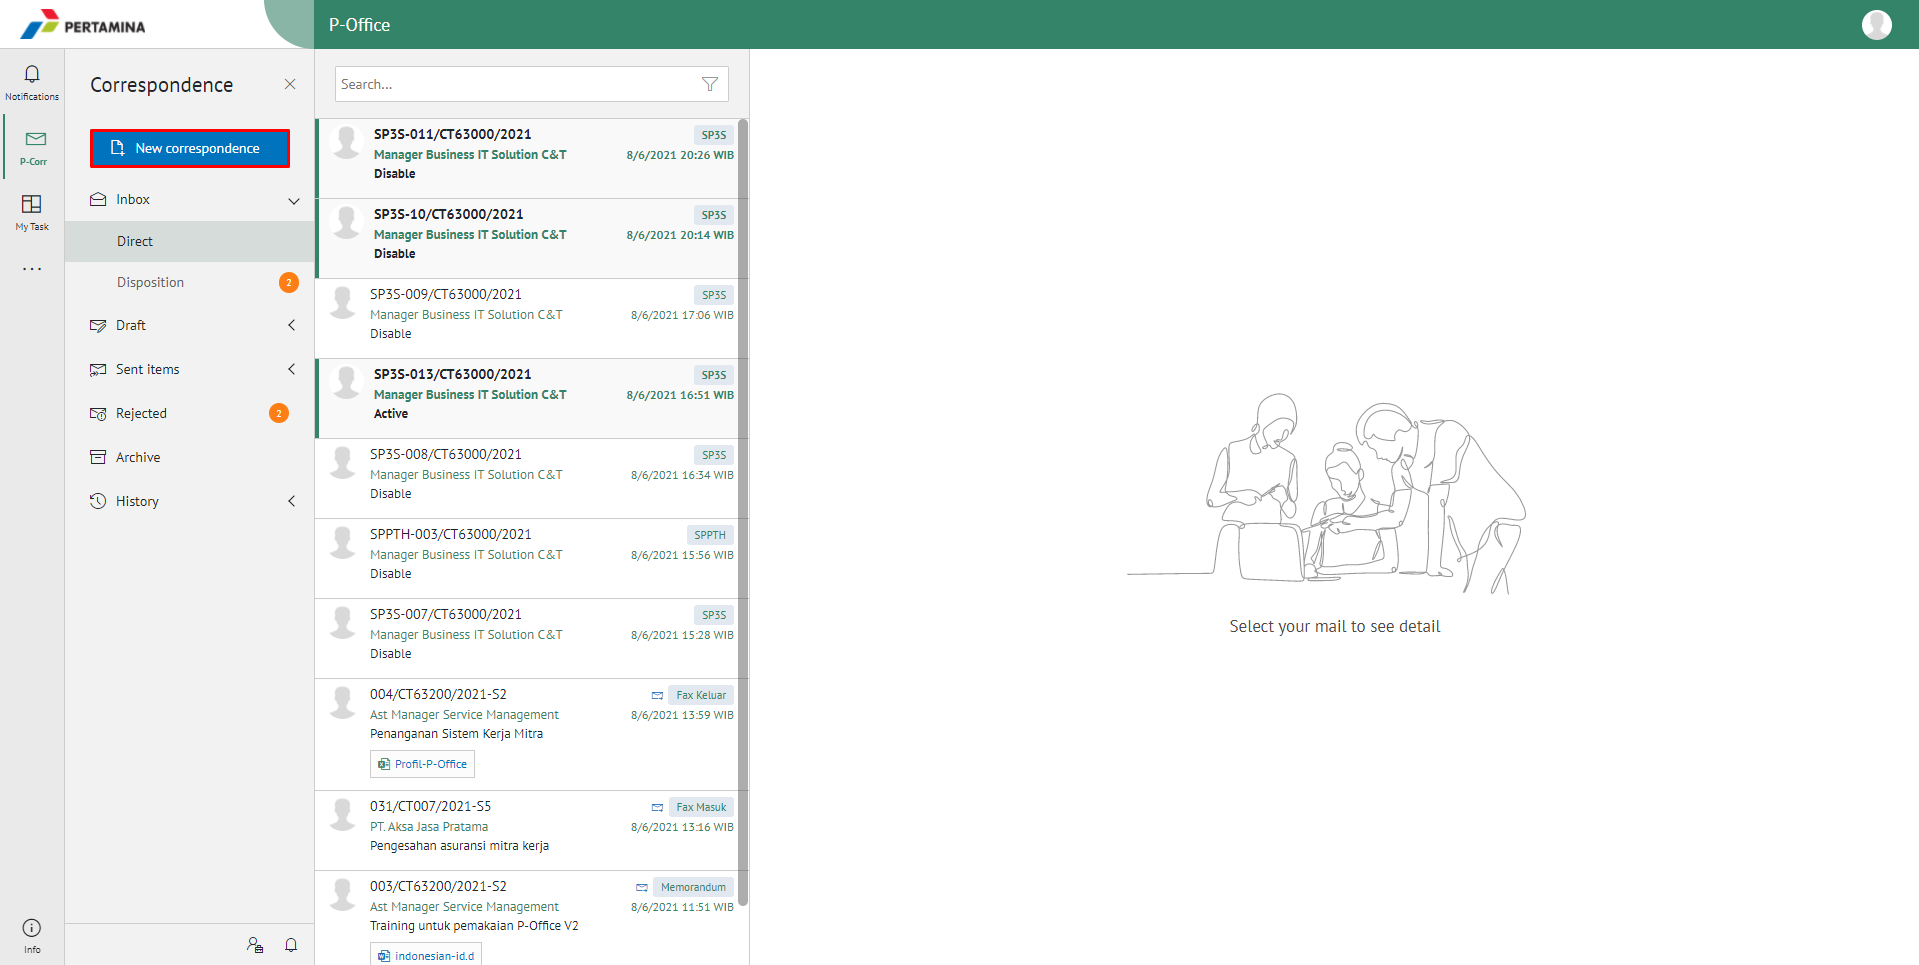 PERTAMINA
P-Office
Notifications
P-Corr
My Task
Info
Correspondence
New correspondence
Inbox
Direct
Disposition 2
Draft
Sent items
Rejected 2
Archive
History
Search...
SP3S-011/CT63000/2021 SP3S
Manager Business IT Solution C&T 8/6/2021 20:26 WIB
Disable
SP3S-10/CT63000/2021 SP3S
Manager Business IT Solution C&T 8/6/2021 20:14 WIB
Disable
SP3S-009/CT63000/2021 SP3S
Manager Business IT Solution C&T 8/6/2021 17:06 WIB
Disable
SP3S-013/CT63000/2021 SP3S
Manager Business IT Solution C&T 8/6/2021 16:51 WIB
Active
SP3S-008/CT63000/2021 SP3S
Manager Business IT Solution C&T 8/6/2021 16:34 WIB
Disable
SPPTH-003/CT63000/2021 SPPTH
Manager Business IT Solution C&T 8/6/2021 15:56 WIB
Disable
SP3S-007/CT63000/2021 SP3S
Manager Business IT Solution C&T 8/6/2021 15:28 WIB
Disable
004/CT63200/2021-S2 Fax Keluar
Ast Manager Service Management 8/6/2021 13:59 WIB
Penanganan Sistem Kerja Mitra
Profil-P-Office
031/CT007/2021-S5 Fax Masuk
PT. Aksa Jasa Pratama 8/6/2021 13:16 WIB
Pengesahan asuransi mitra kerja
003/CT63200/2021-S2 Memorandum
Ast Manager Service Management 8/6/2021 11:51 WIB
Training untuk pemakaian P-Office V2
indonesian-id.d
Select your mail to see detail